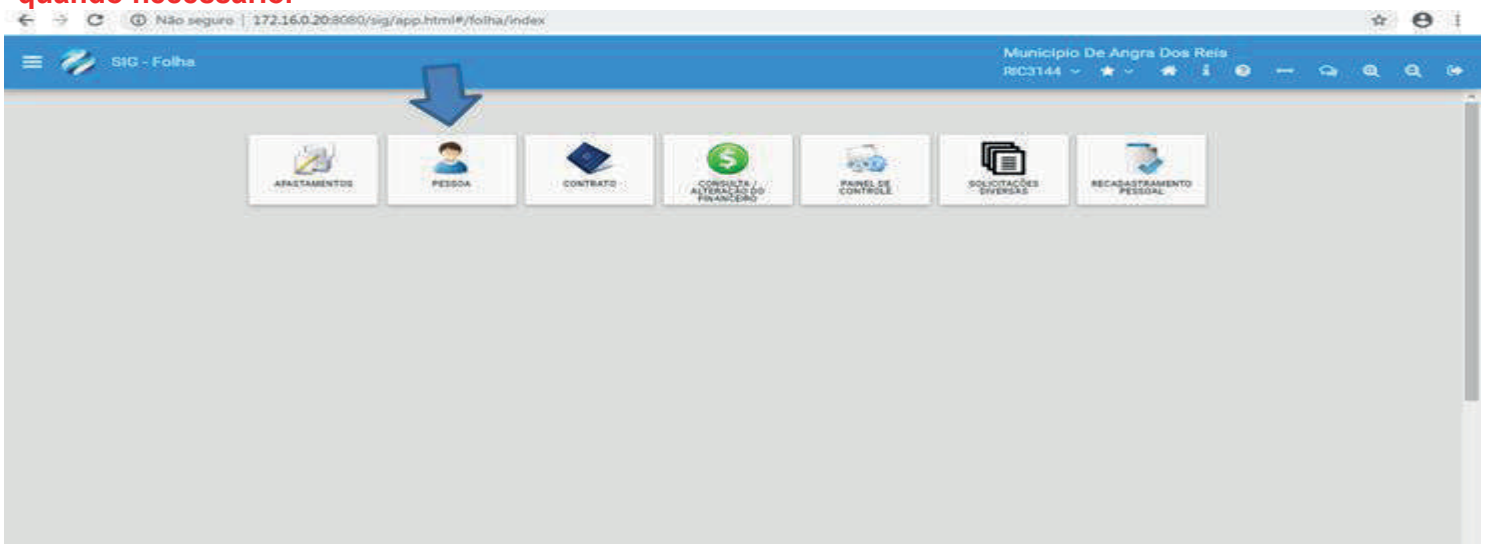 quando necessário.
Não seguro | 172.16.0.20:8080/sig/app.html#/folha/index
SIG - Folha
Municipio De Angra Dos Reis
RIC3144
AFASTAMENTOS
PESSOA
CONTRATO
CONSULTA /
ALTERAÇÃO DO
FINANCEIRO
PAINEL DE
CONTROLE
SOLICITAÇÕES
DIVERSAS
RECADASTRAMENTO
PESSOAL